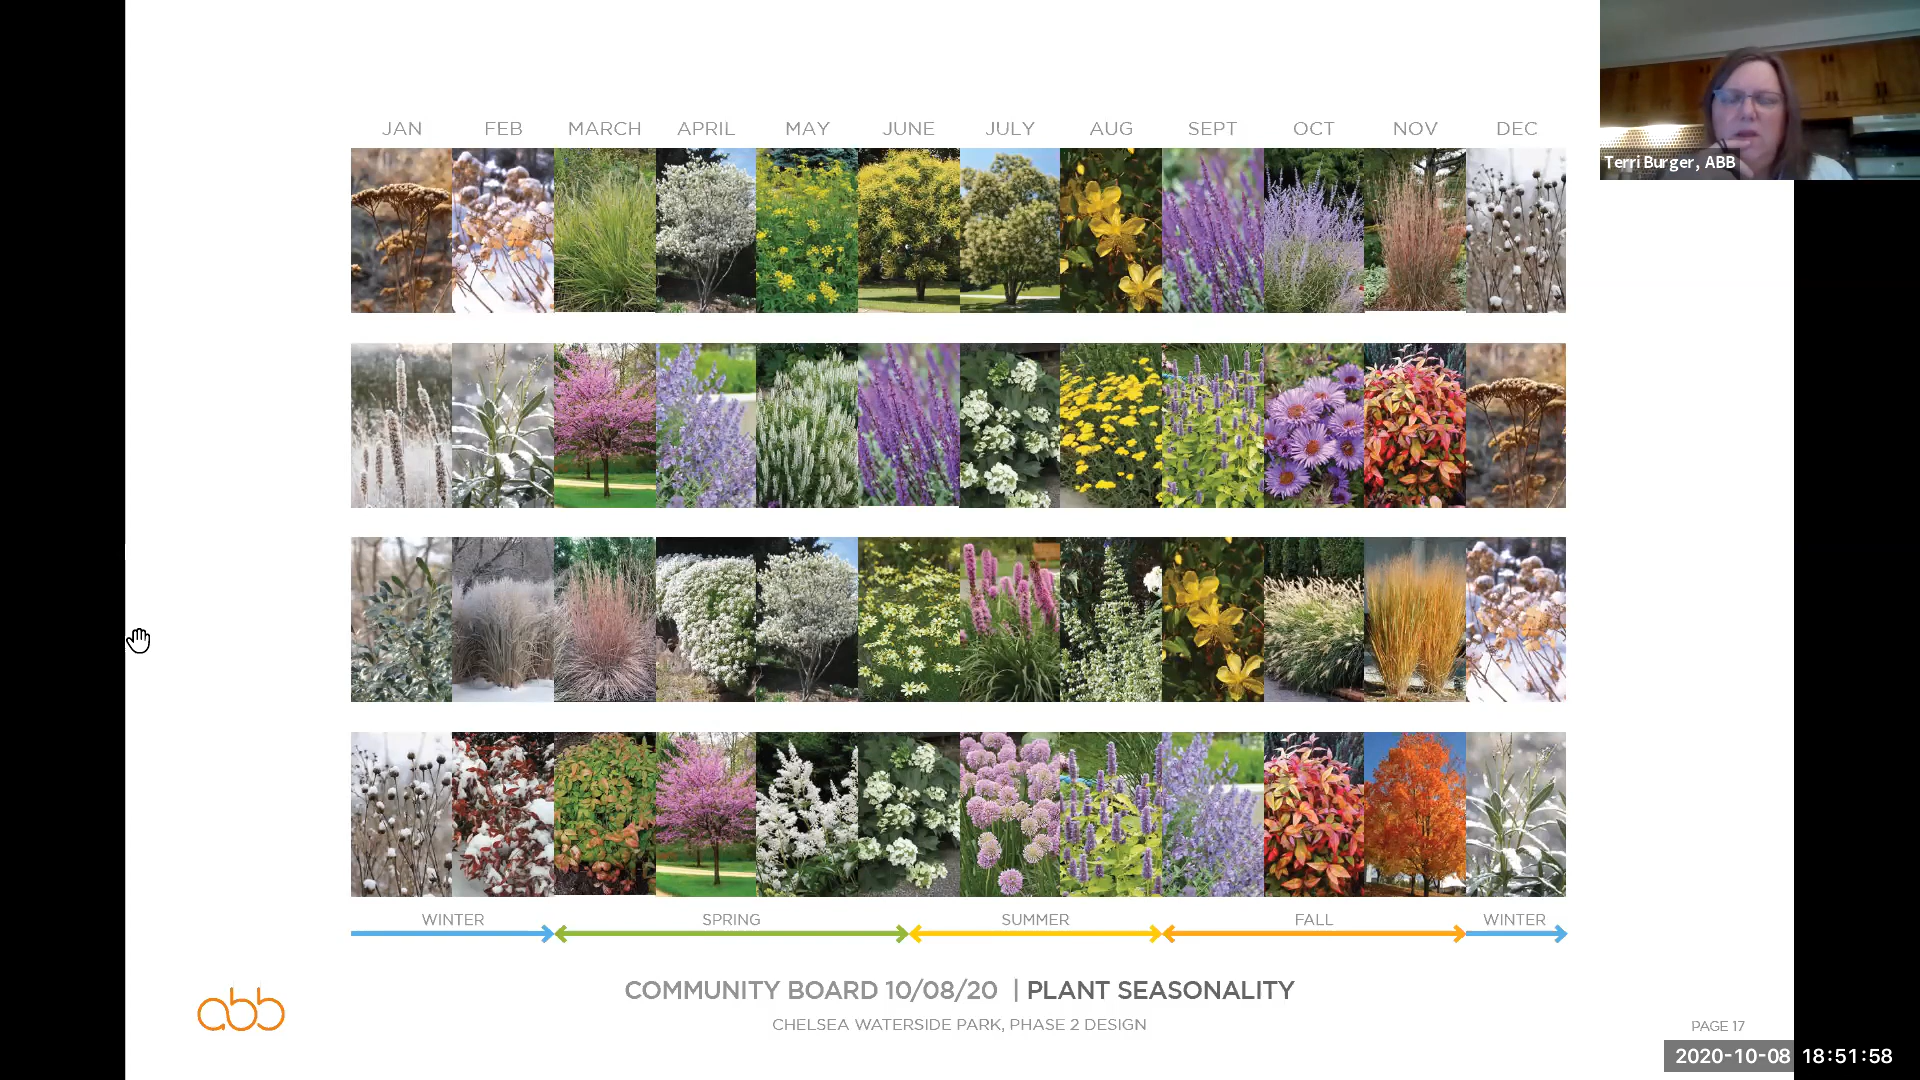 JAN FEB MARCH APRIL MAY JUNE JULY AUG SEPT OCT NOV DEC
Terri Burger, ABB
WINTER SPRING SUMMER FALL WINTER
abb
COMMUNITY BOARD 10/08/20 | PLANT SEASONALITY
CHELSEA WATERSIDE PARK, PHASE 2 DESIGN
PAGE 17
2020-10-08 18:51:58